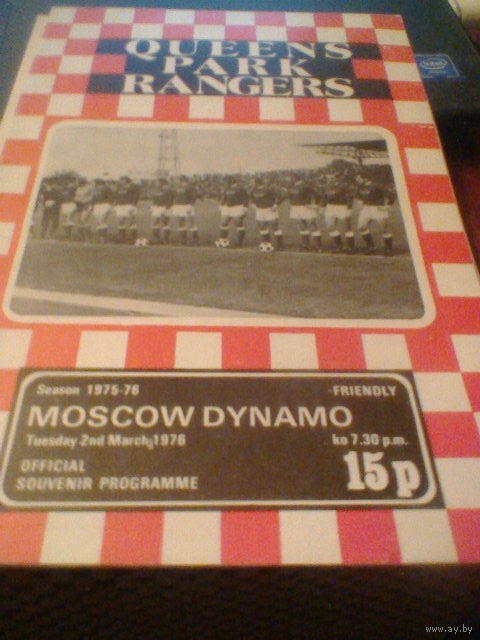 QUEENS
PARK
RANGERS
intel
Season 1975-76 FRIENDLY
MOSCOW DYNAMO
Tuesday 2nd March, 1976 ko 7.30 p.m.
OFFICIAL
SOUVENIR PROGRAMME
15p
www.ay.by